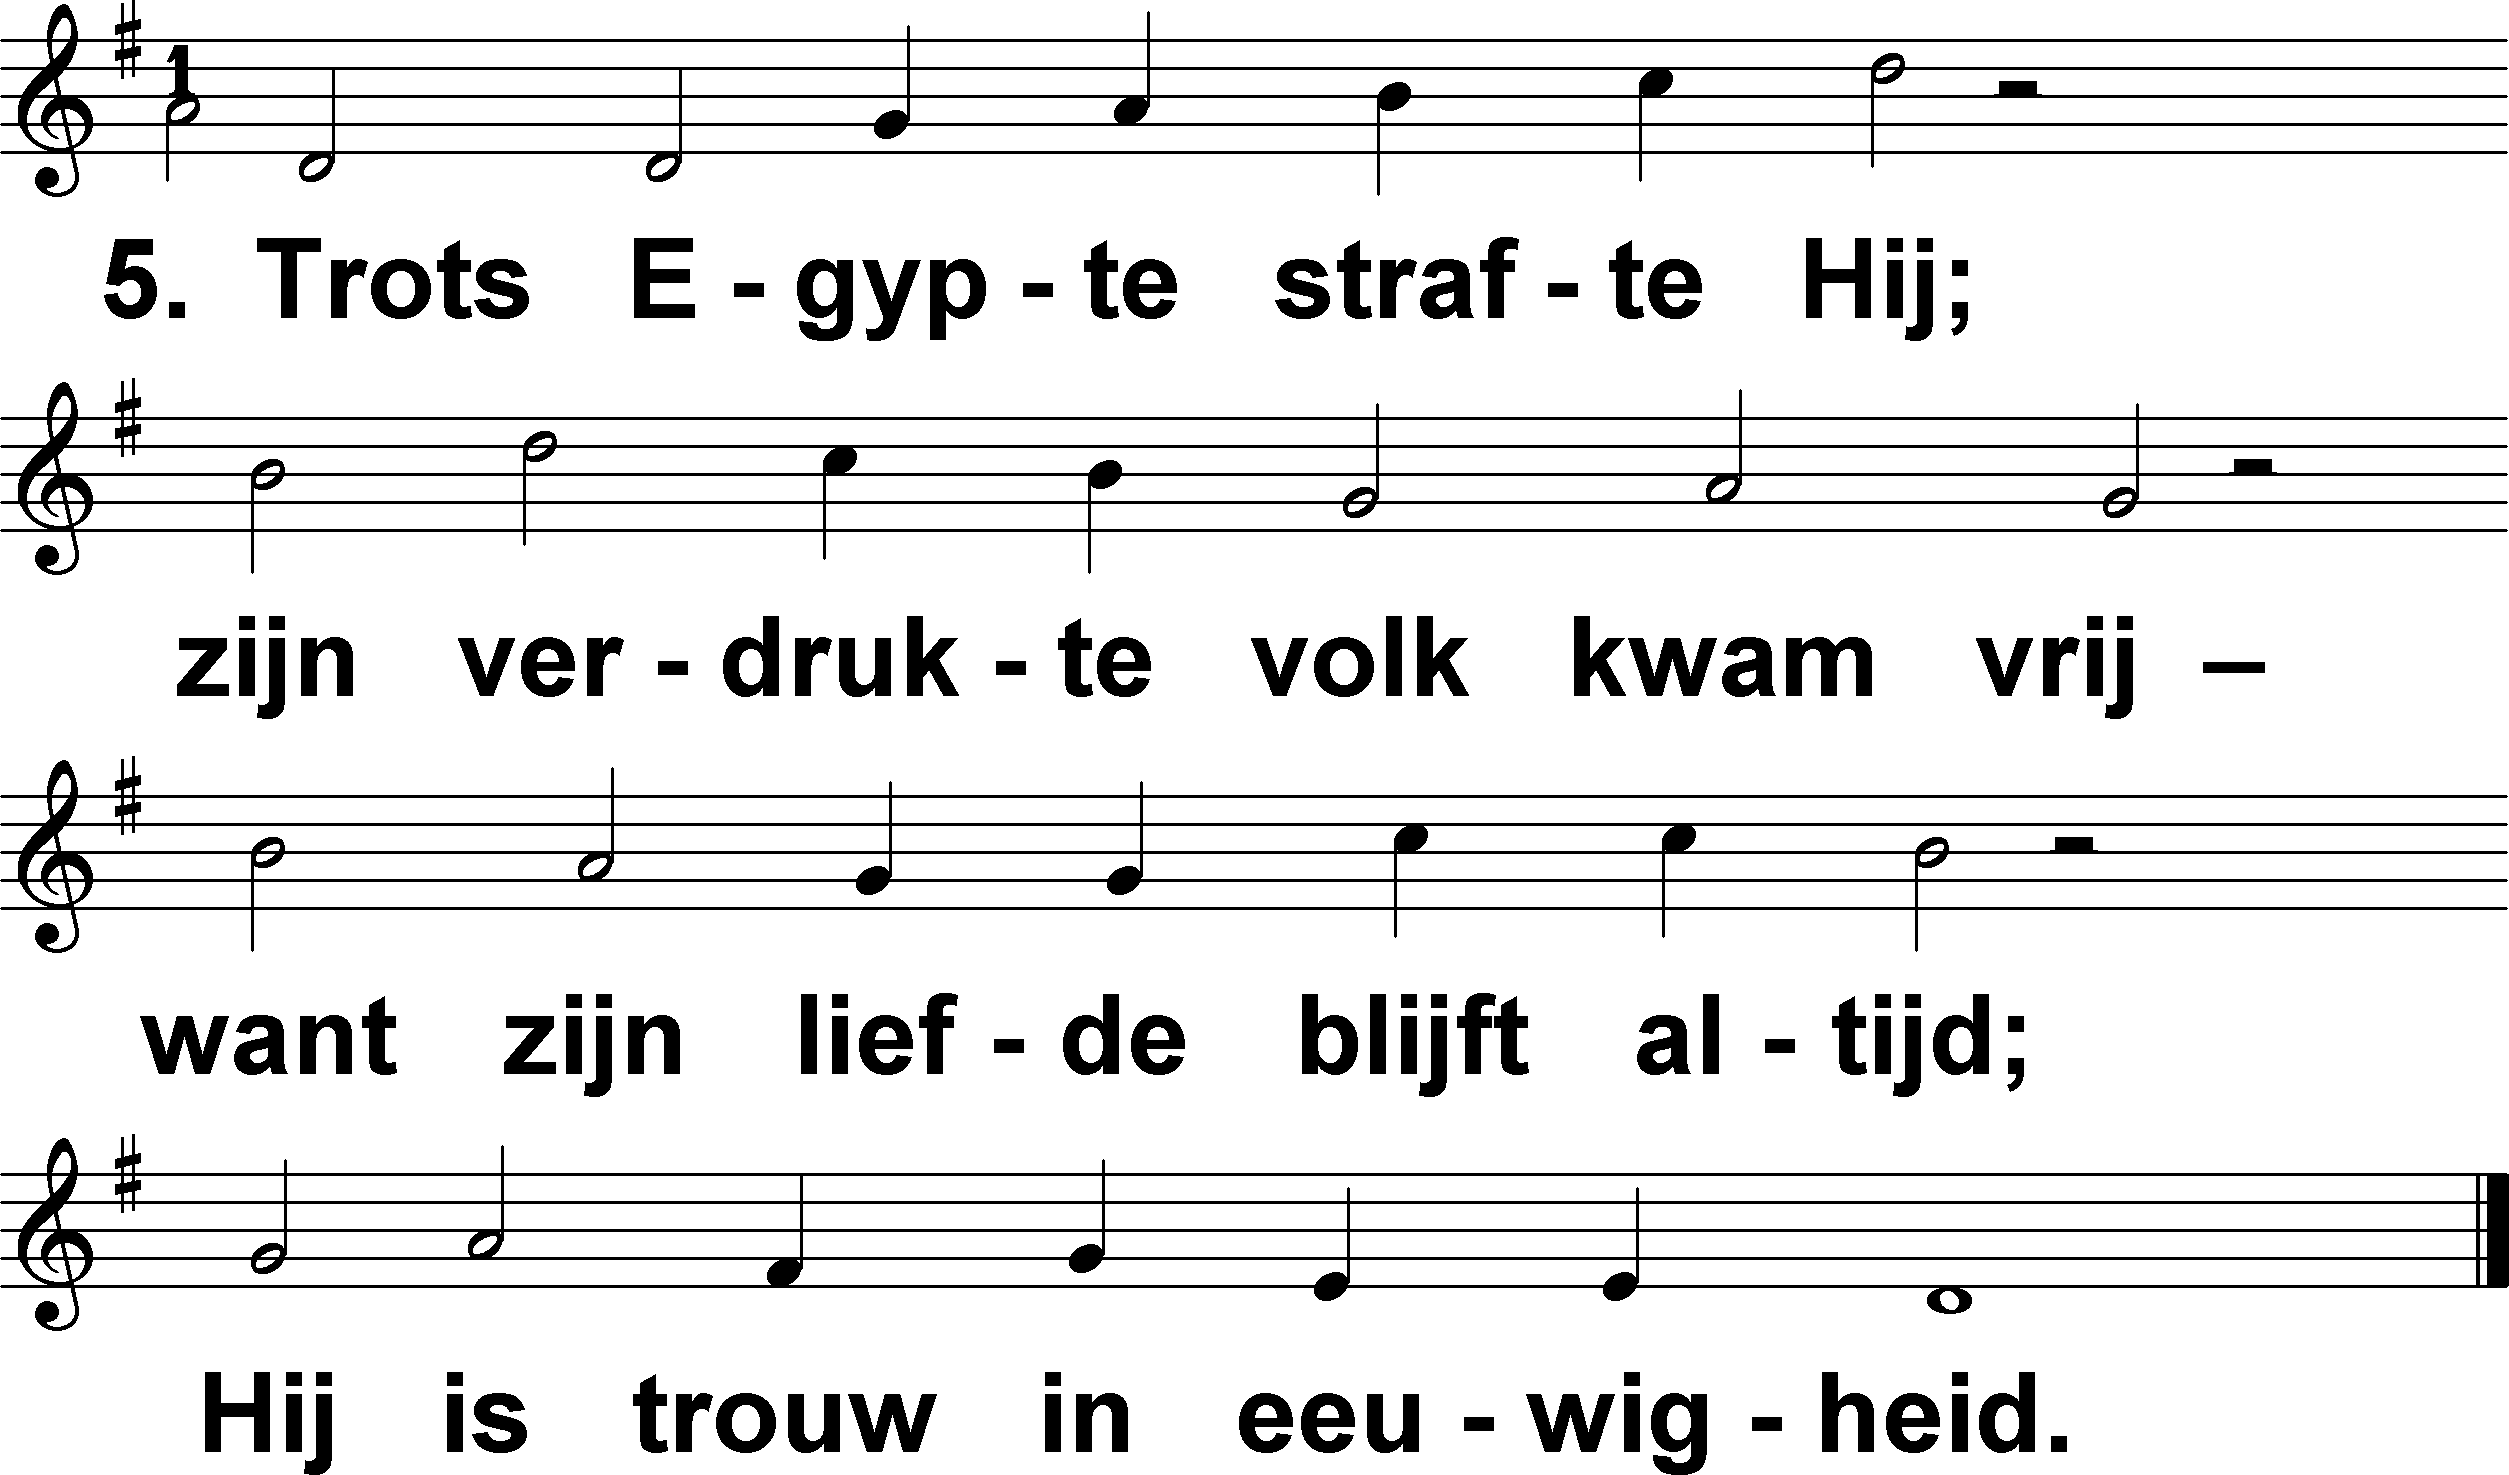 1
5. Trots E - gyp - te straf - te Hij;
zijn ver - druk - te volk kwam vrij –
want zijn lief - de blijft al - tijd;
Hij is trouw in eeu - wig - heid.